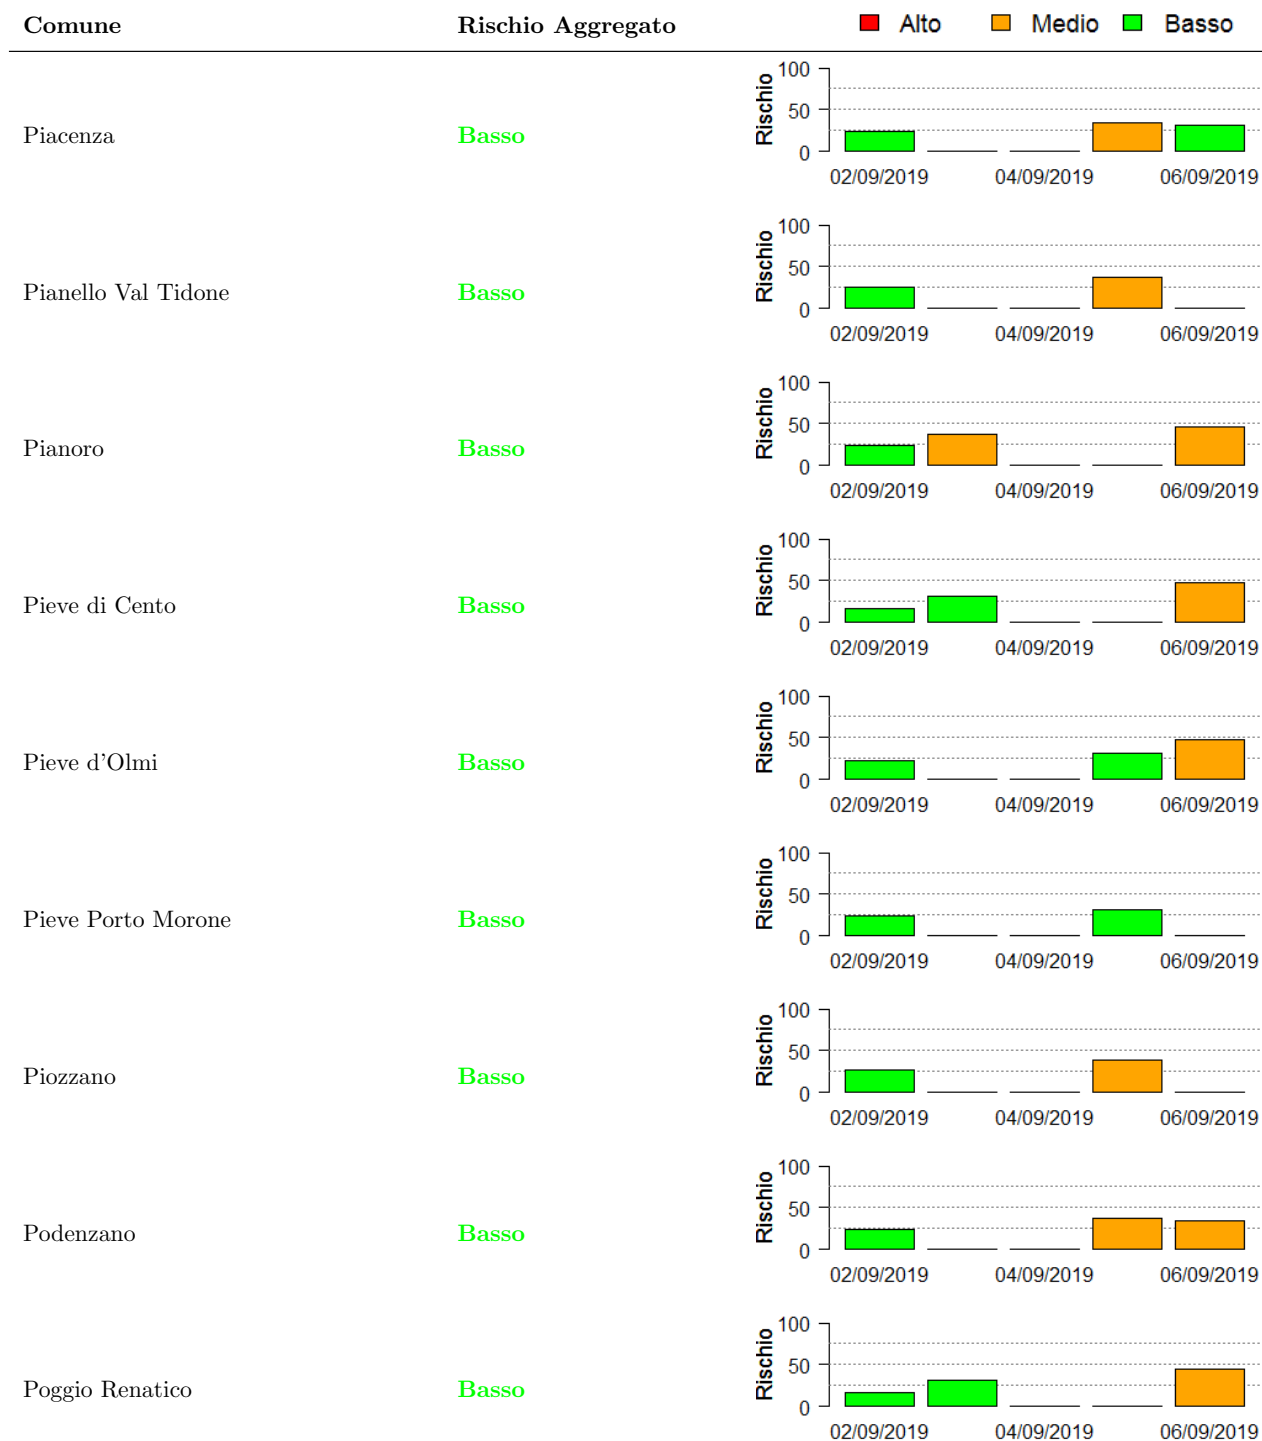 Comune Rischio Aggregato Alto Medio Basso
Piacenza Basso Rischio 100 50 0
02/09/2019 04/09/2019 06/09/2019
Pianello Val Tidone Basso Rischio 100 50 0
02/09/2019 04/09/2019 06/09/2019
Pianoro Basso Rischio 100 50 0
02/09/2019 04/09/2019 06/09/2019
Pieve di Cento Basso Rischio 100 50 0
02/09/2019 04/09/2019 06/09/2019
Pieve d'Olmi Basso Rischio 100 50 0
02/09/2019 04/09/2019 06/09/2019
Pieve Porto Morone Basso Rischio 100 50 0
02/09/2019 04/09/2019 06/09/2019
Piozzano Basso Rischio 100 50 0
02/09/2019 04/09/2019 06/09/2019
Podenzano Basso Rischio 100 50 0
02/09/2019 04/09/2019 06/09/2019
Poggio Renatico Basso Rischio 100 50 0
02/09/2019 04/09/2019 06/09/2019